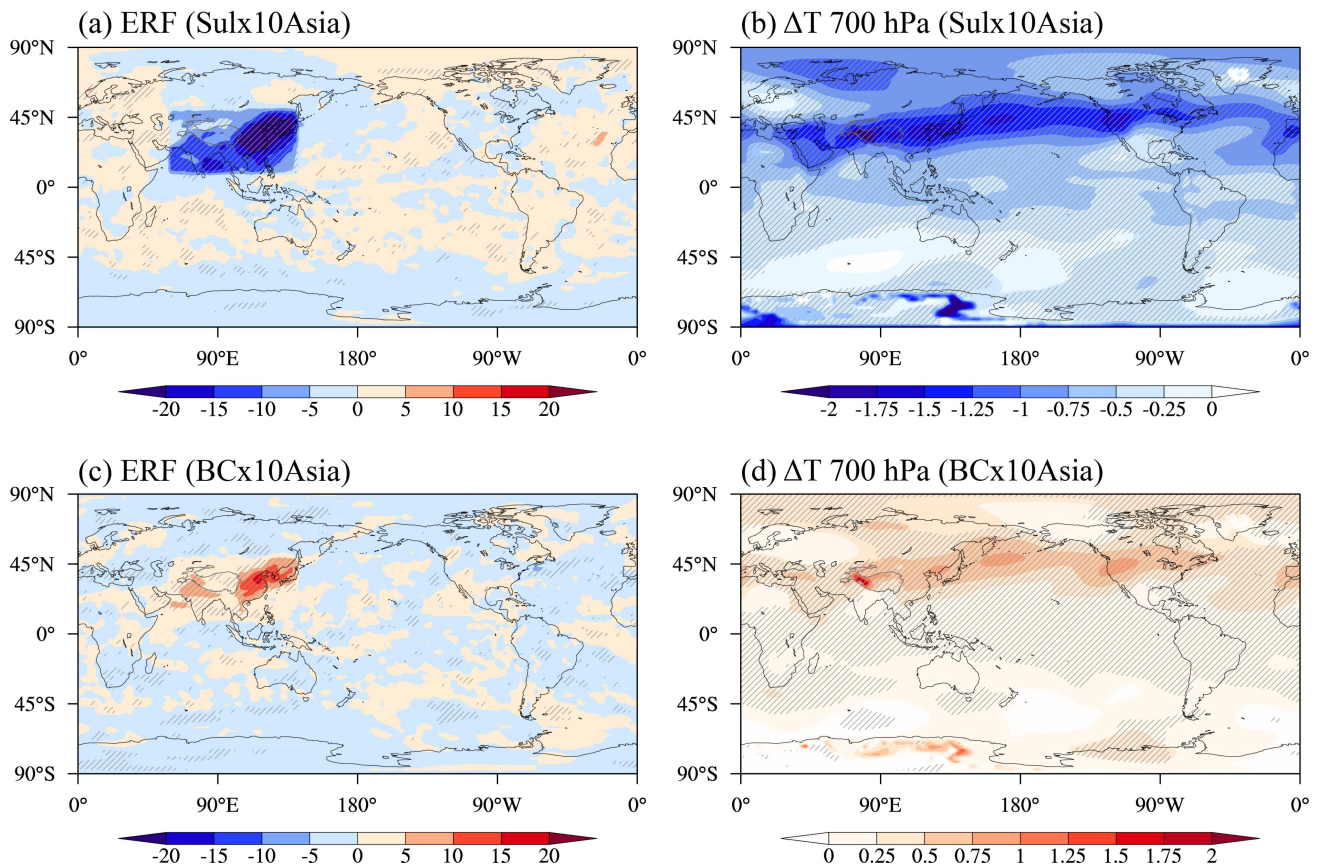 (a) ERF (Sulx10Asia)
90°N
45°N
0°
45°S
90°S
0° 90°E 180° 90°W 0°
-20 -15 -10 -5 0 5 10 15 20
(b) ΔT 700 hPa (Sulx10Asia)
90°N
45°N
0°
45°S
90°S
0° 90°E 180° 90°W 0°
-2 -1.75 -1.5 -1.25 -1 -0.75 -0.5 -0.25 0
(c) ERF (BCx10Asia)
90°N
45°N
0°
45°S
90°S
0° 90°E 180° 90°W 0°
-20 -15 -10 -5 0 5 10 15 20
(d) ΔT 700 hPa (BCx10Asia)
90°N
45°N
0°
45°S
90°S
0° 90°E 180° 90°W 0°
0 0.25 0.5 0.75 1 1.25 1.5 1.75 2